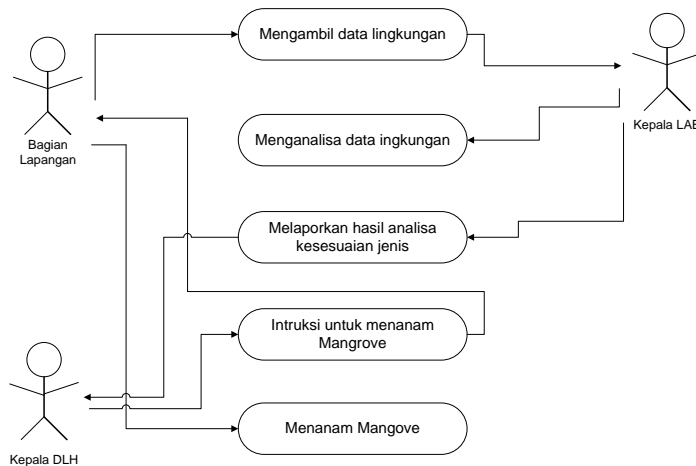 Mengambil data lingkungan
Bagian
Lapangan
Kepala LAB
Menganalisa data ingkungan
Melaporkan hasil analisa
kesesuaian jenis
Intruksi untuk menanam
Mangrove
Menanam Mangove
Kepala DLH